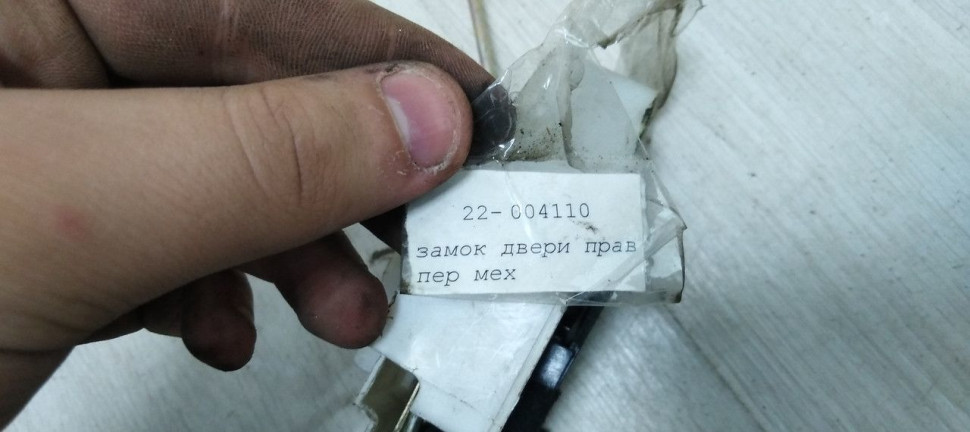 22-004110
замок двери прав
пер мех